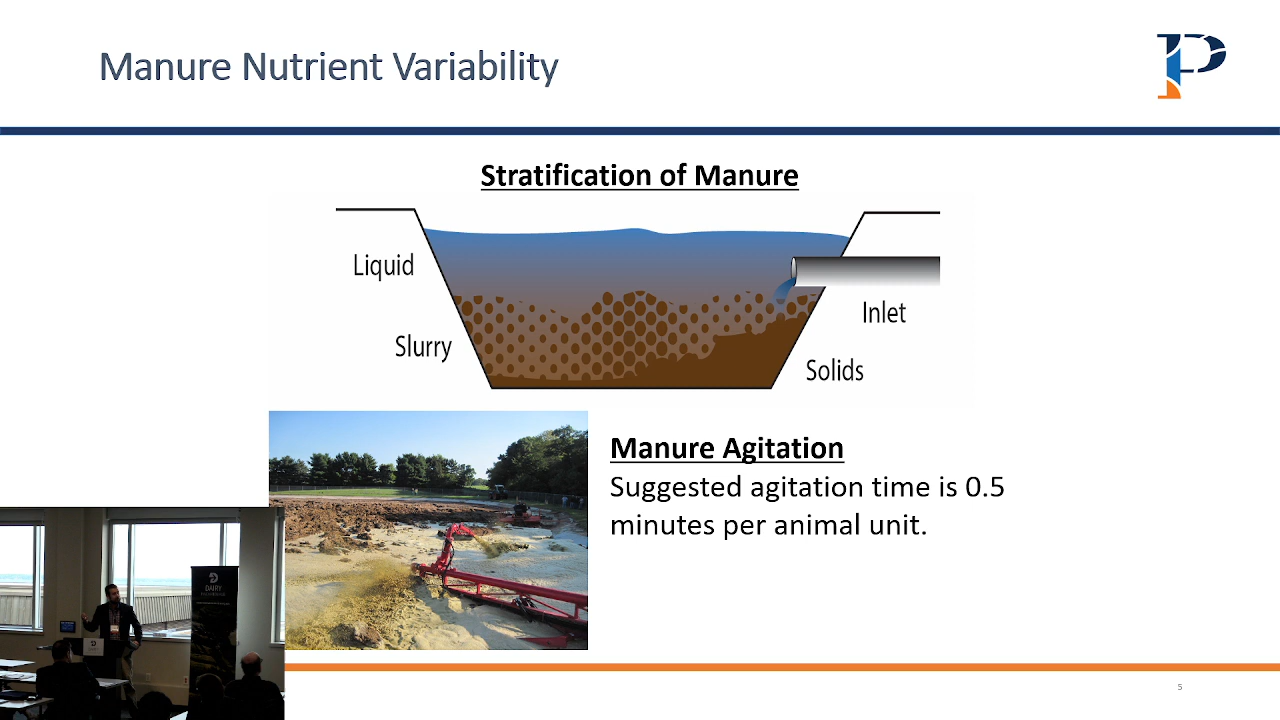 Manure Nutrient Variability
P
Stratification of Manure
Liquid
Slurry
Inlet
Solids
Manure Agitation
Suggested agitation time is 0.5
minutes per animal unit.
DAIRY
5